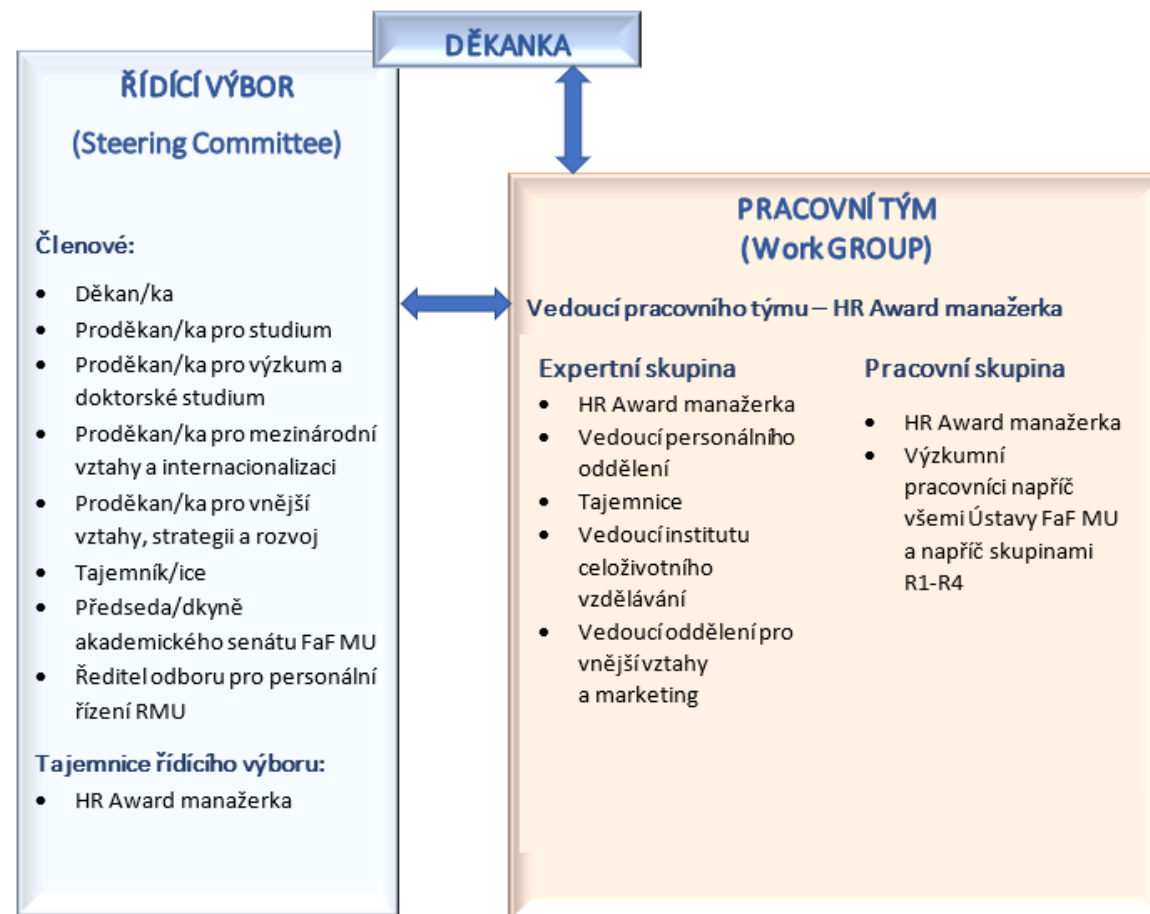 DĚKANKA
ŘÍDÍCÍ VÝBOR
(Steering Committee)
Členové:
• Děkan/ka
• Proděkan/ka pro studium
• Proděkan/ka pro výzkum a
doktorské studium
• Proděkan/ka pro mezinárodní
vztahy a internacionalizaci
• Proděkan/ka pro vnější
vztahy, strategii a rozvoj
• Tajemník/ice
• Předseda/dkyně
akademického senátu FaF MU
• Ředitel odboru pro personální
řízení RMU
Tajemnice řídícího výboru:
• HR Award manažerka
PRACOVNÍ TÝM
(Work GROUP)
Vedoucí pracovního týmu – HR Award manažerka
Expertní skupina
• HR Award manažerka
• Vedoucí personálního
oddělení
• Tajemnice
• Vedoucí institutu
celoživotního
vzdělávání
• Vedoucí oddělení pro
vnější vztahy
a marketing
Pracovní skupina
• HR Award manažerka
• Výzkumní
pracovníci napříč
všemi Ústavy FaF MU
a napříč skupinami
R1-R4